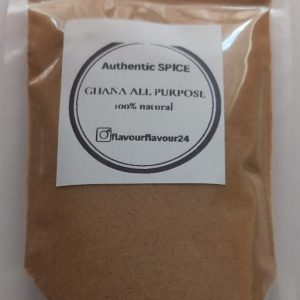 Authentic SPICE
GHANA ALL PURPOSE
100% natural
flavourflavour24